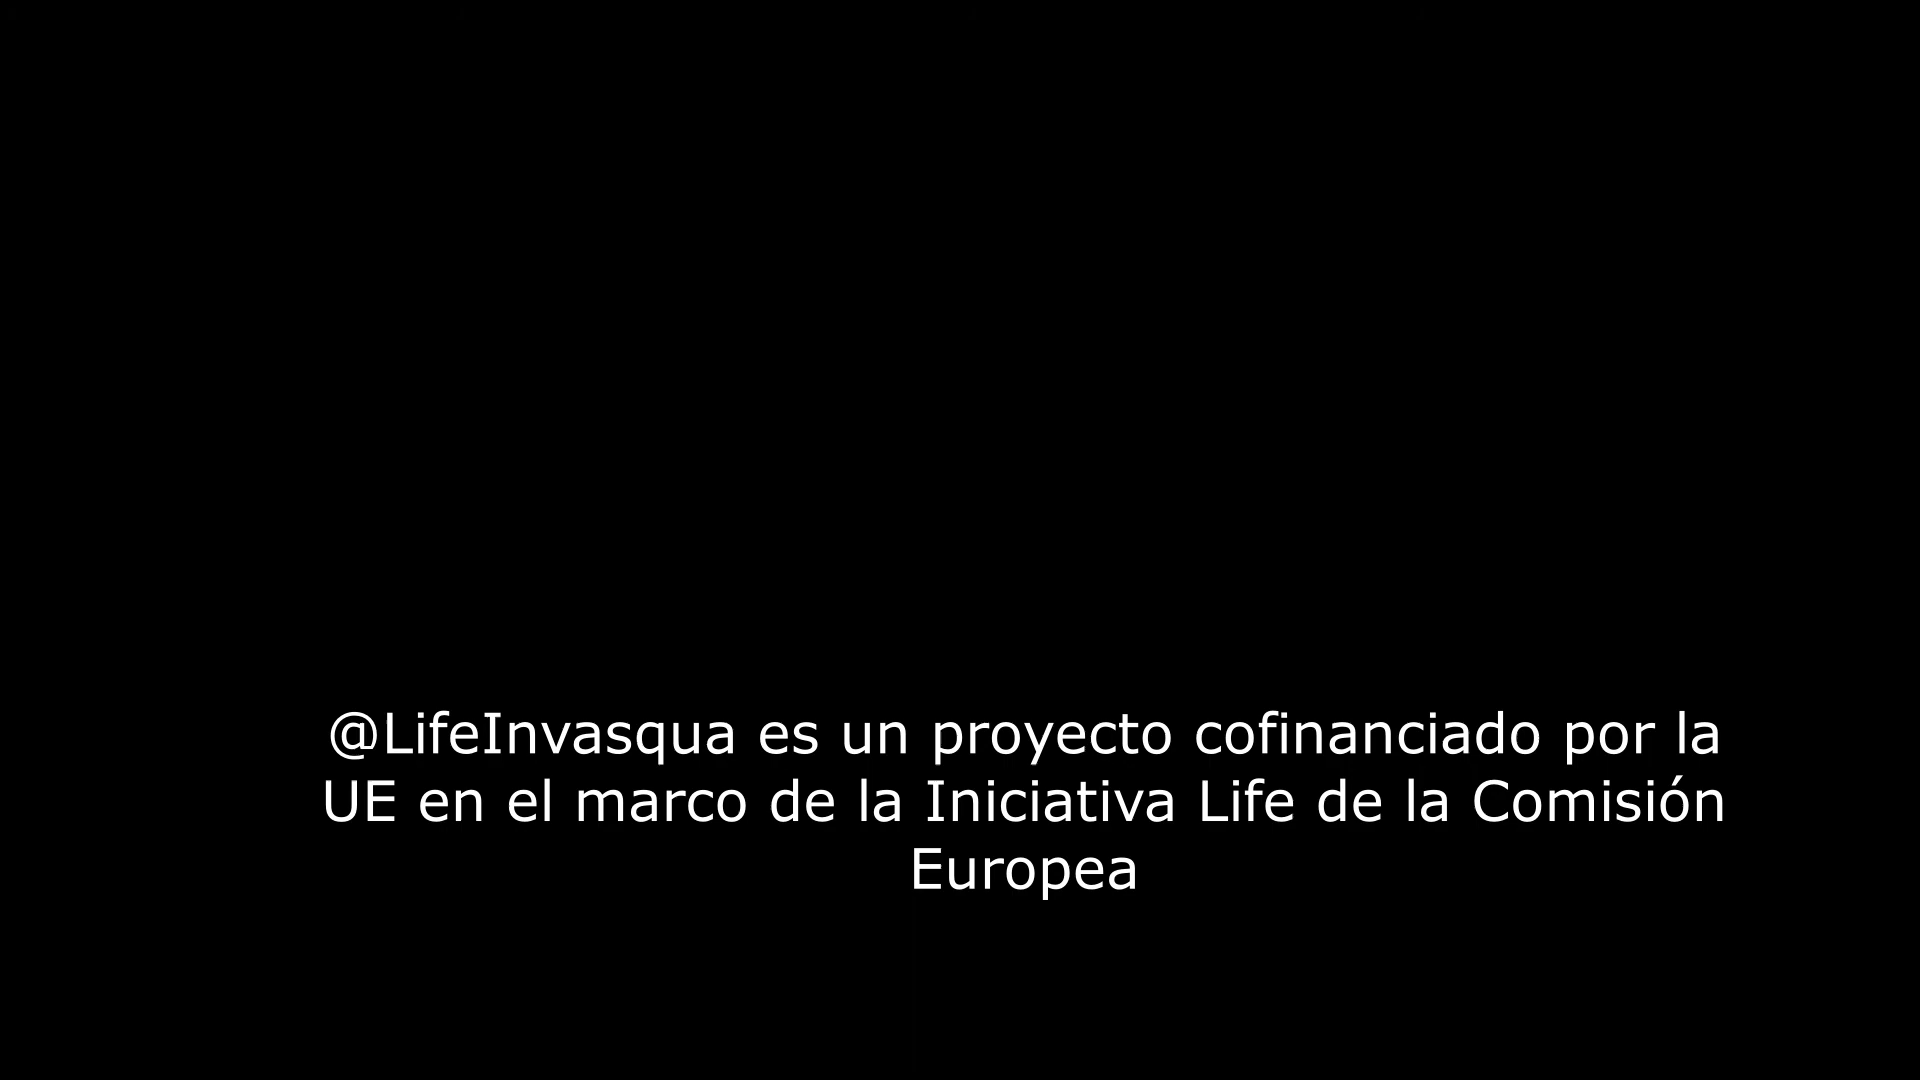 @LifeInvasqua es un proyecto cofinanciado por la
UE en el marco de la Iniciativa Life de la Comisión
Europea